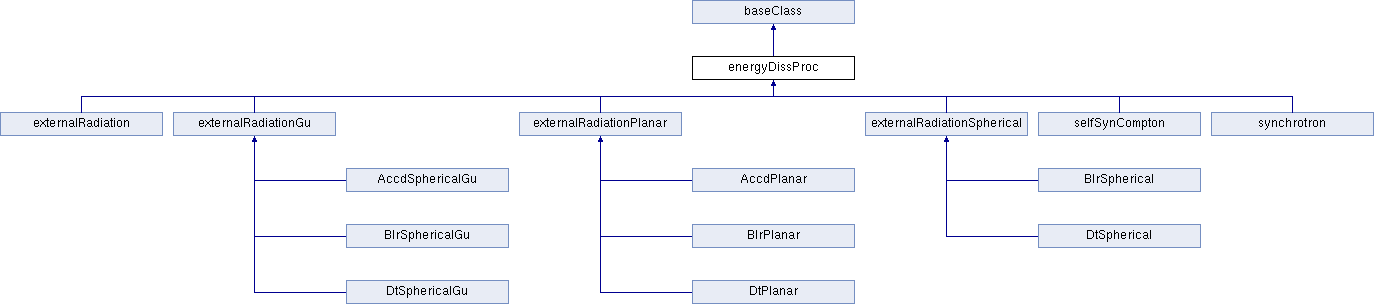 baseClass
energyDissProc
externalRadiation
externalRadiationGu
externalRadiationPlanar
externalRadiationSpherical
selfSynCompton
synchrotron
AccdSphericalGu
AccdPlanar
BlrSpherical
BlrSphericalGu
BlrPlanar
DtSpherical
DtSphericalGu
DtPlanar